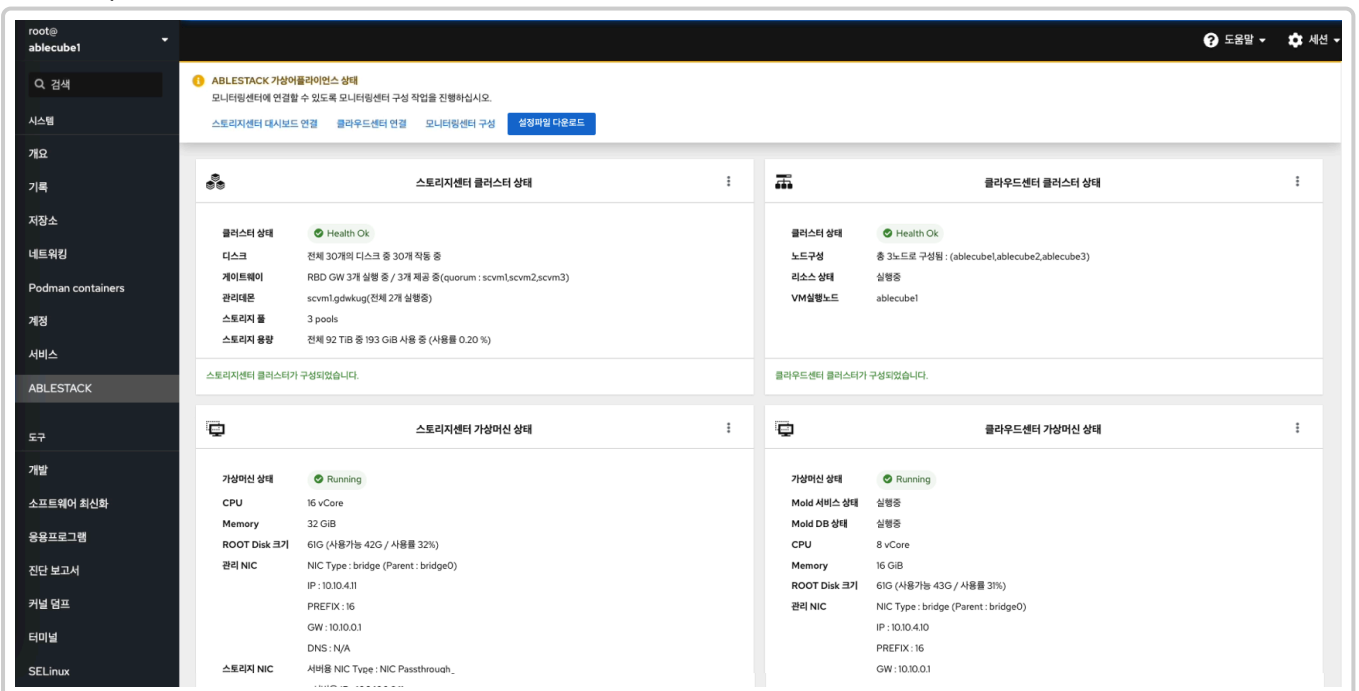 root@
ablecube1
도움말
세션
검색
시스템
개요
기록
저장소
네트워킹
Podman containers
계정
서비스
ABLESTACK
도구
개발
소프트웨어 최신화
응용프로그램
진단 보고서
커널 덤프
터미널
SELinux
ABLESTACK 가상어플라이언스 상태
모니터링센터에 연결할 수 있도록 모니터링센터 구성 작업을 진행하십시오.
스토리지센터 대시보드 연결 클라우드센터 연결 모니터링센터 구성 설정파일 다운로드
스토리지센터 클러스터 상태
클러스터 상태 Health Ok
디스크 전체 30개의 디스크 중 30개 작동 중
게이트웨이 RBD GW 3개 실행 중 / 3개 제공 중(quorum : scvm1,scvm2,scvm3)
관리데몬 scvm1.gdwkug(전체 2개 실행중)
스토리지 풀 3 pools
스토리지 용량 전체 92 TiB 중 193 GiB 사용 중 (사용률 0.20 %)
스토리지센터 클러스터가 구성되었습니다.
클라우드센터 클러스터 상태
클러스터 상태 Health Ok
노드구성 총 3노드로 구성됨 : (ablecube1,ablecube2,ablecube3)
리소스 상태 실행중
VM실행노드 ablecube1
클라우드센터 클러스터가 구성되었습니다.
스토리지센터 가상머신 상태
가상머신 상태 Running
CPU 16 vCore
Memory 32 GiB
ROOT Disk 크기 61G (사용가능 42G / 사용률 32%)
관리 NIC NIC Type : bridge (Parent : bridge0)
IP : 10.10.4.11
PREFIX : 16
GW : 10.10.0.1
DNS : N/A
스토리지 NIC 서버용 NIC Type : NIC Passthrough_
클라우드센터 가상머신 상태
가상머신 상태 Running
Mold 서비스 상태 실행중
Mold DB 상태 실행중
CPU 8 vCore
Memory 16 GiB
ROOT Disk 크기 61G (사용가능 43G / 사용률 31%)
관리 NIC NIC Type : bridge (Parent : bridge0)
IP : 10.10.4.10
PREFIX : 16
GW : 10.10.0.1